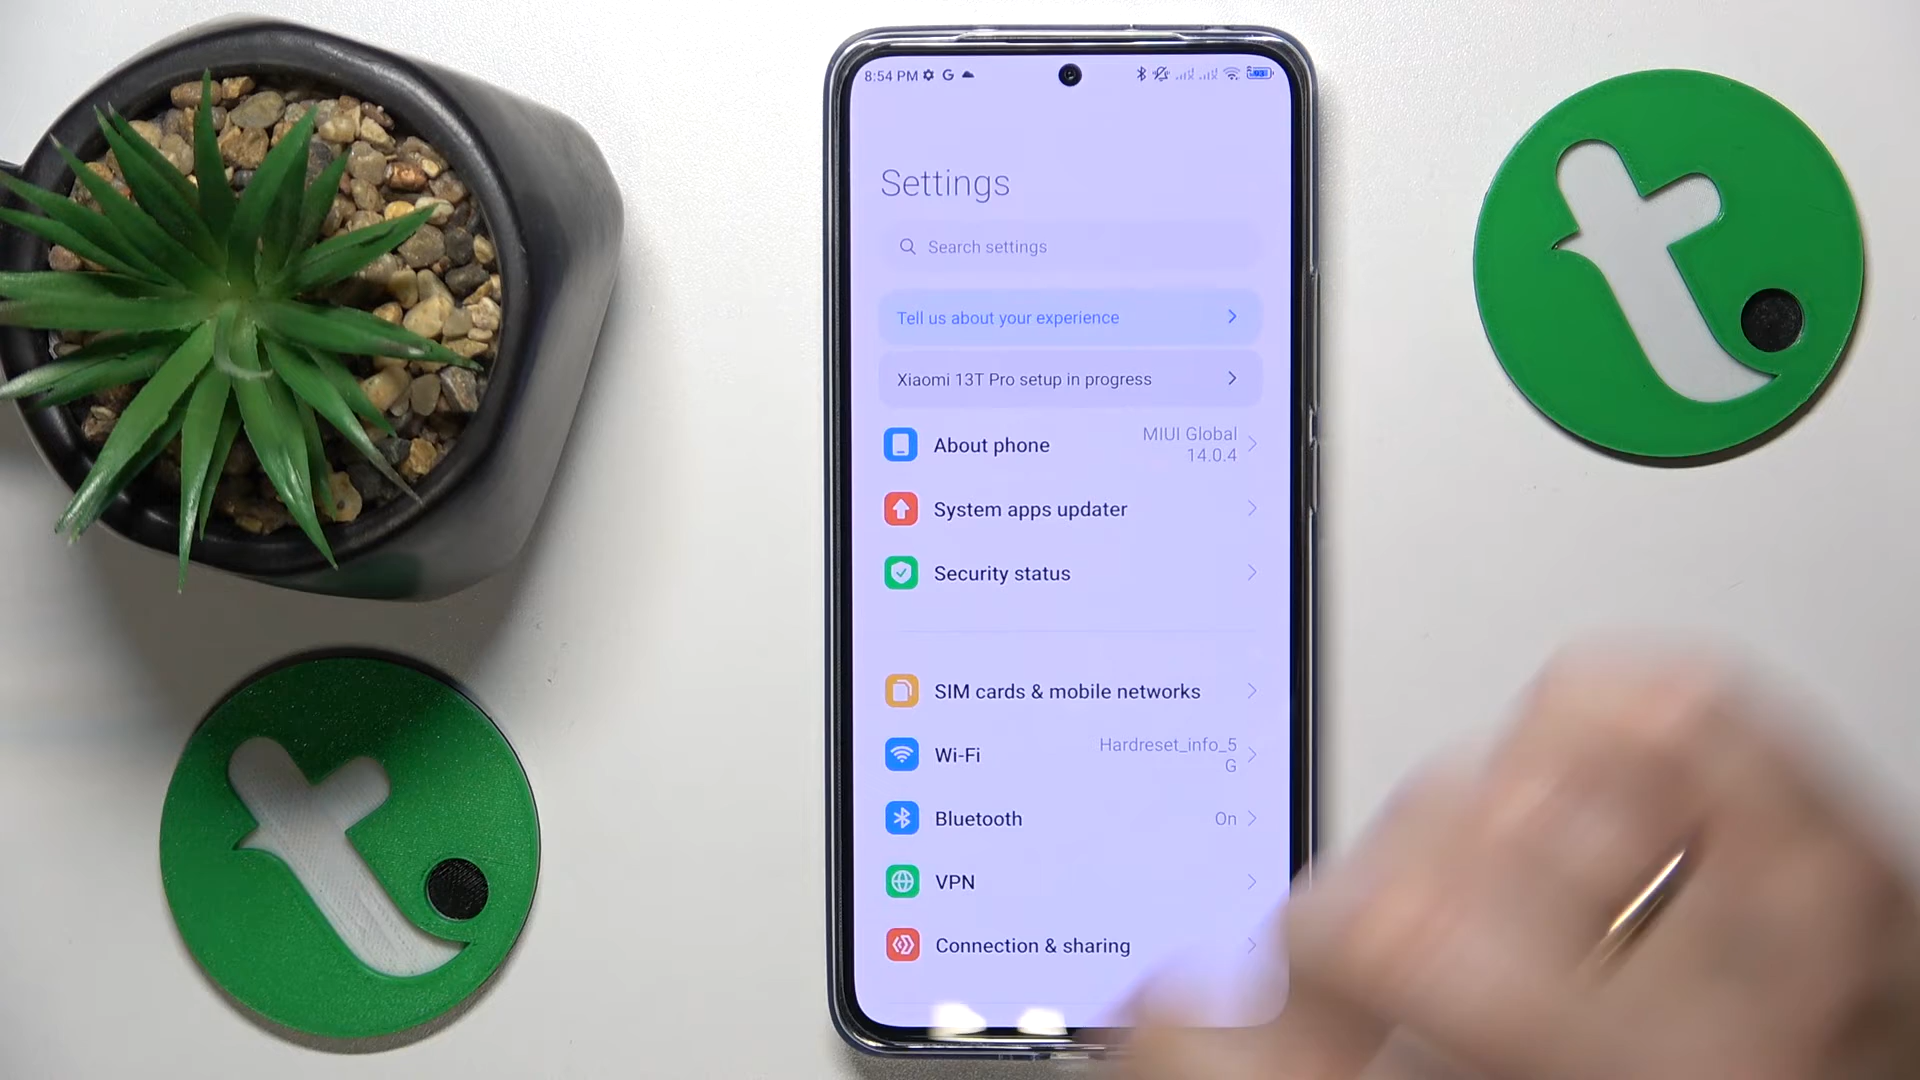 8:54 PM
Settings
Search settings
Tell us about your experience
Xiaomi 13T Pro setup in progress
About phone
MIUI Global
14.0.4
System apps updater
Security status
SIM cards & mobile networks
Wi-Fi
Hardreset_info_5
G
Bluetooth
On
VPN
Connection & sharing